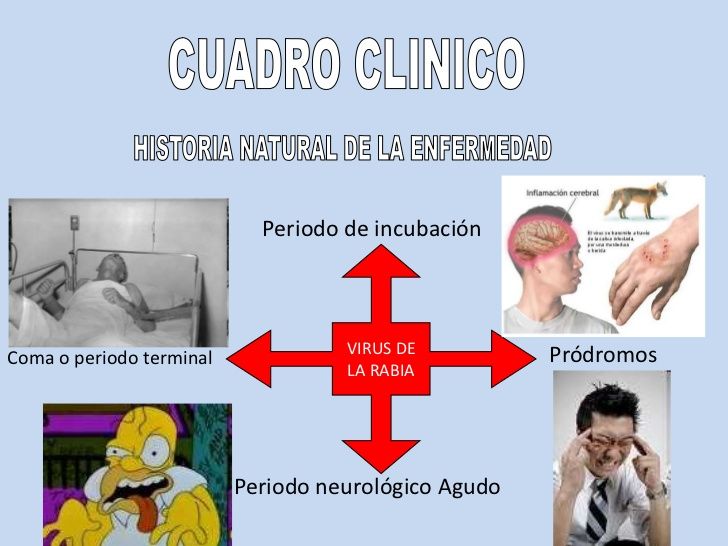 CUADRO CLINICO
HISTORIA NATURAL DE LA ENFERMEDAD
Inflamación cerebral
El virus se transmite a través
de la saliva infectada,
por una mordedura
o herida
Periodo de incubación
VIRUS DE
LA RABIA
Coma o periodo terminal
Pródromos
Periodo neurológico Agudo